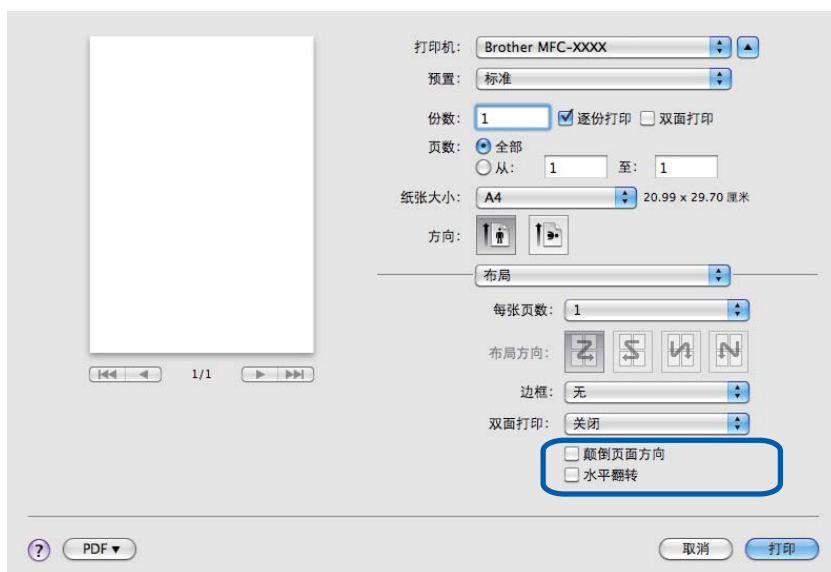 打印机: Brother MFC-XXXX
预置: 标准
份数: 1 逐份打印 双面打印
页数: 全部
从: 1 至: 1
纸张大小: A4 20.99 x 29.70 厘米
方向:
布局
每张页数: 1
布局方向:
1/1
边框: 无
双面打印: 关闭
颠倒页面方向
水平翻转
? PDF 取消 打印